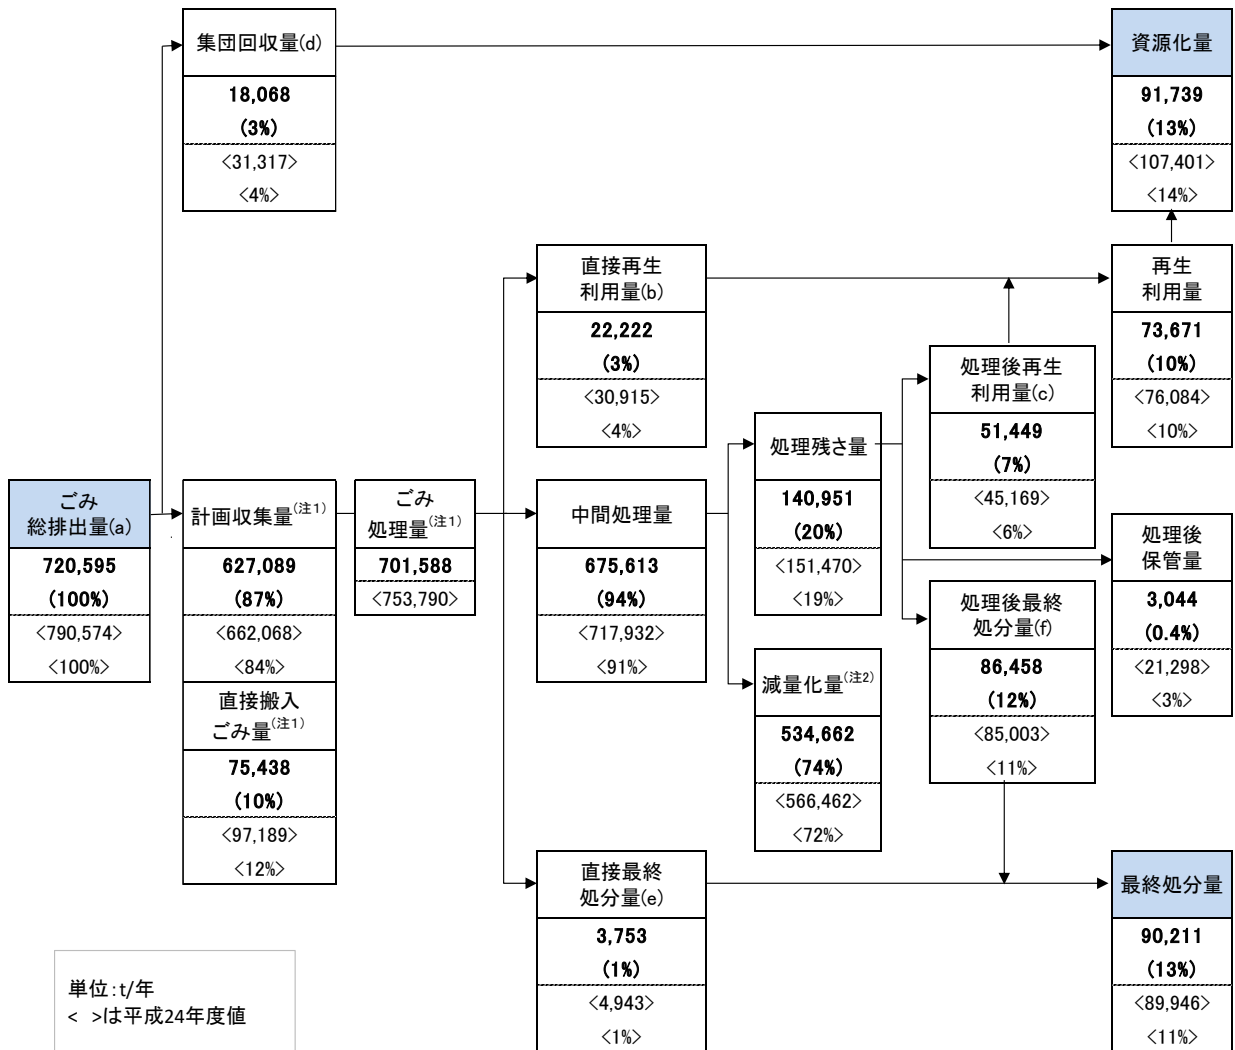 集団回収量(d)
18,068
(3%)
<31,317>
<4%>
資源化量
91,739
(13%)
<107,401>
<14%>
直接再生
利用量(b)
22,222
(3%)
<30,915>
<4%>
再生
利用量
73,671
(10%)
<76,084>
<10%>
処理後再生
利用量(c)
51,449
(7%)
<45,169>
<6%>
処理残さ量
140,951
(20%)
<151,470>
<19%>
ごみ
総排出量(a)
720,595
(100%)
<790,574>
<100%>
計画収集量(注1)
627,089
(87%)
<662,068>
<84%>
直接搬入
ごみ量(注1)
75,438
(10%)
<97,189>
<12%>
ごみ
処理量(注1)
701,588
<753,790>
中間処理量
675,613
(94%)
<717,932>
<91%>
処理後
保管量
3,044
(0.4%)
<21,298>
<3%>
処理後最終
処分量(f)
86,458
(12%)
<85,003>
<11%>
減量化量(注2)
534,662
(74%)
<566,462>
<72%>
直接最終
処分量(e)
3,753
(1%)
<4,943>
<1%>
最終処分量
90,211
(13%)
<89,946>
<11%>
単位:t/年
< >は平成24年度値